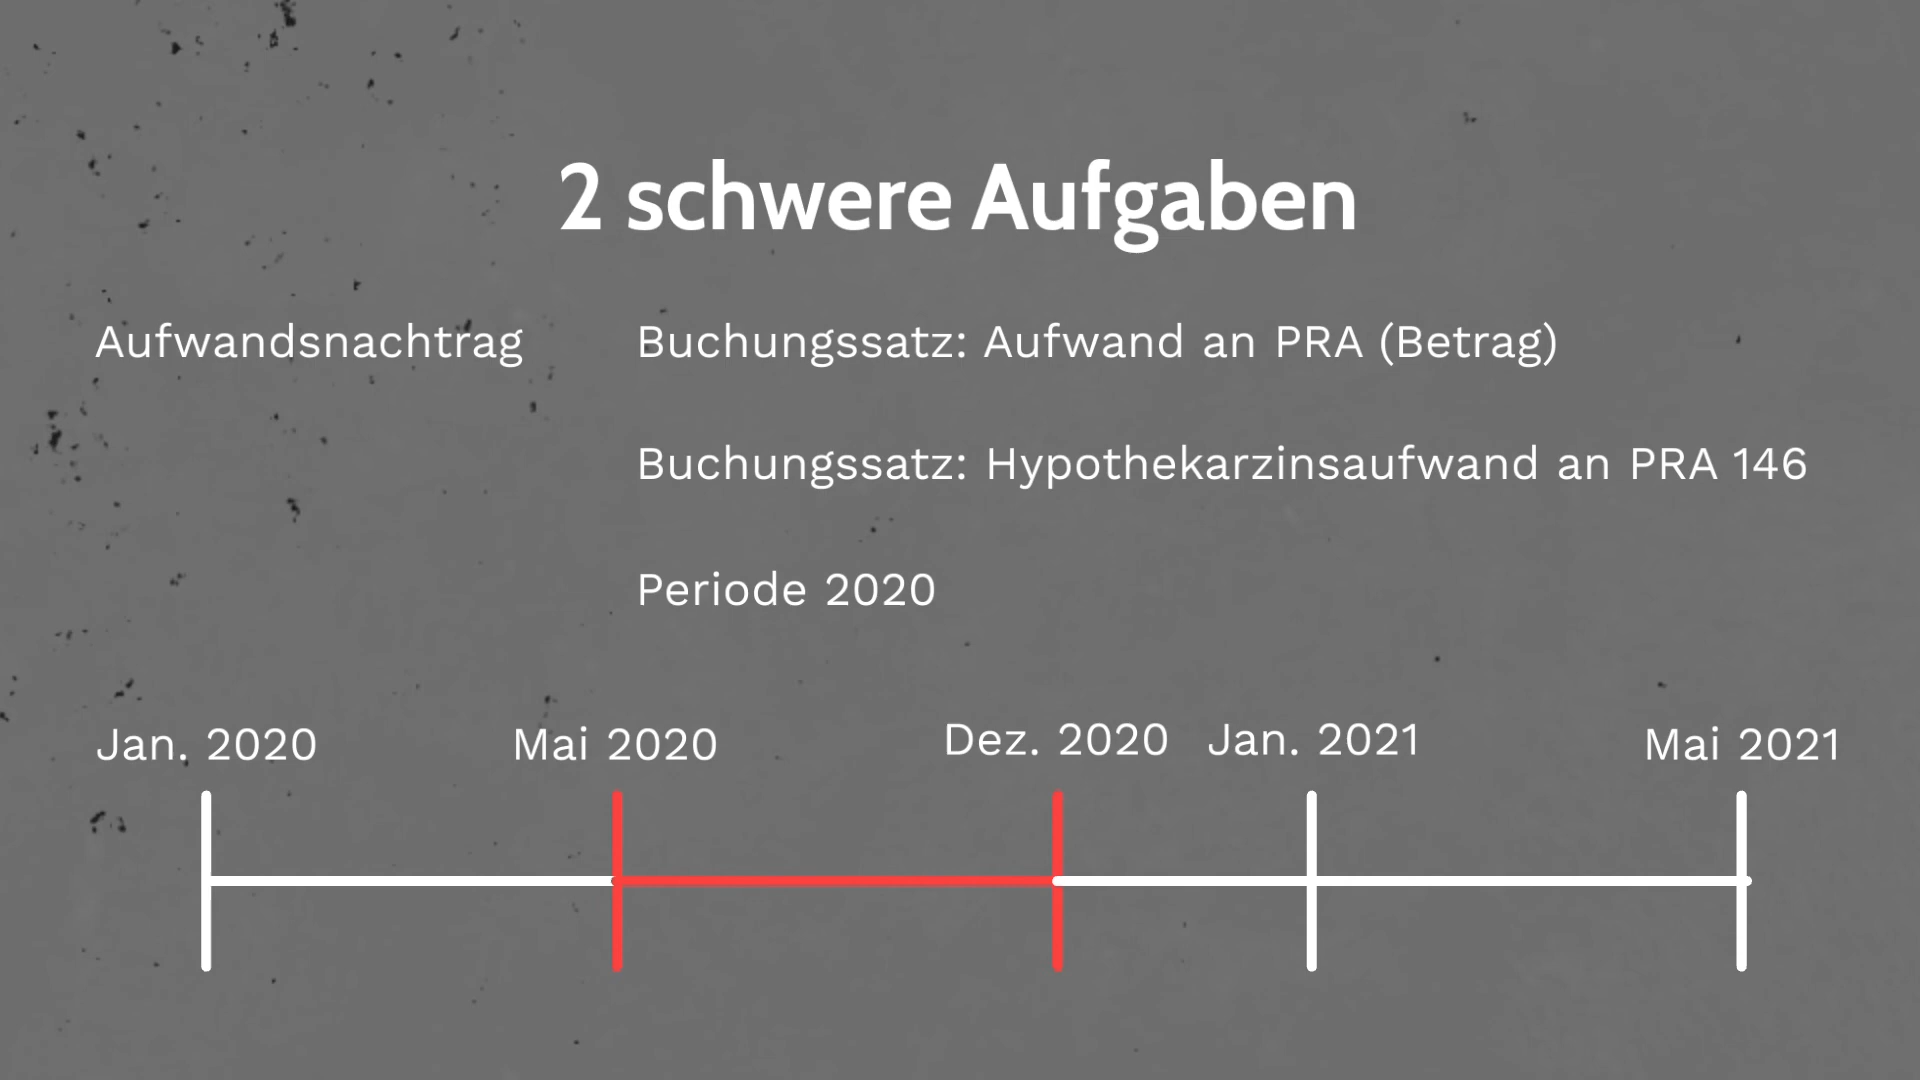 2 schwere Aufgaben
Aufwandsnachtrag
Buchungssatz: Aufwand an PRA (Betrag)
Buchungssatz: Hypothekarzinsaufwand an PRA 146
Periode 2020
Jan. 2020
Mai 2020
Dez. 2020
Jan. 2021
Mai 2021